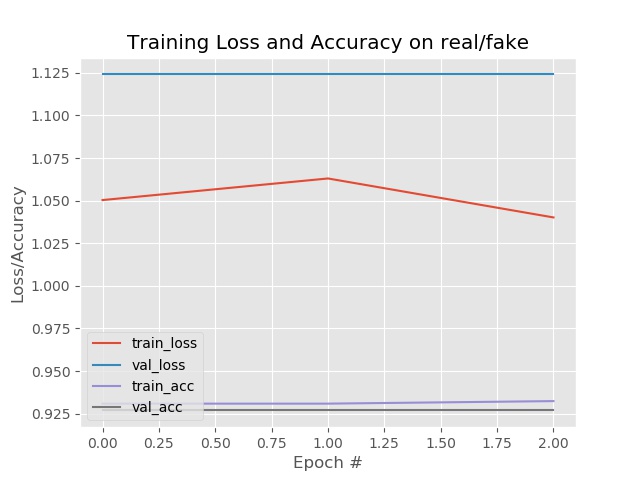 Training Loss and Accuracy on real/fake
1.125
1.100
1.075
1.050
1.025
1.000
0.975
0.950
0.925
Loss/Accuracy
train_loss
val_loss
train_acc
val_acc
0.00 0.25 0.50 0.75 1.00 1.25 1.50 1.75 2.00
Epoch #